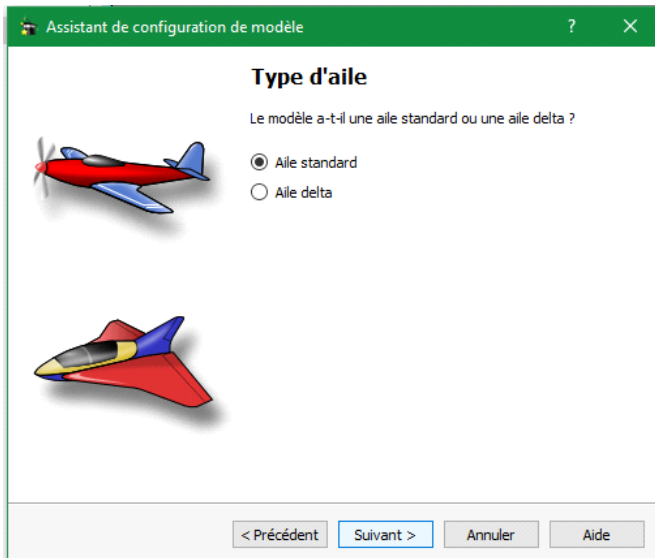 Assistant de configuration de modèle
?
Type d'aile
Le modèle a-t-il une aile standard ou une aile delta ?
Aile standard
Aile delta
< Précédent
Suivant >
Annuler
Aide